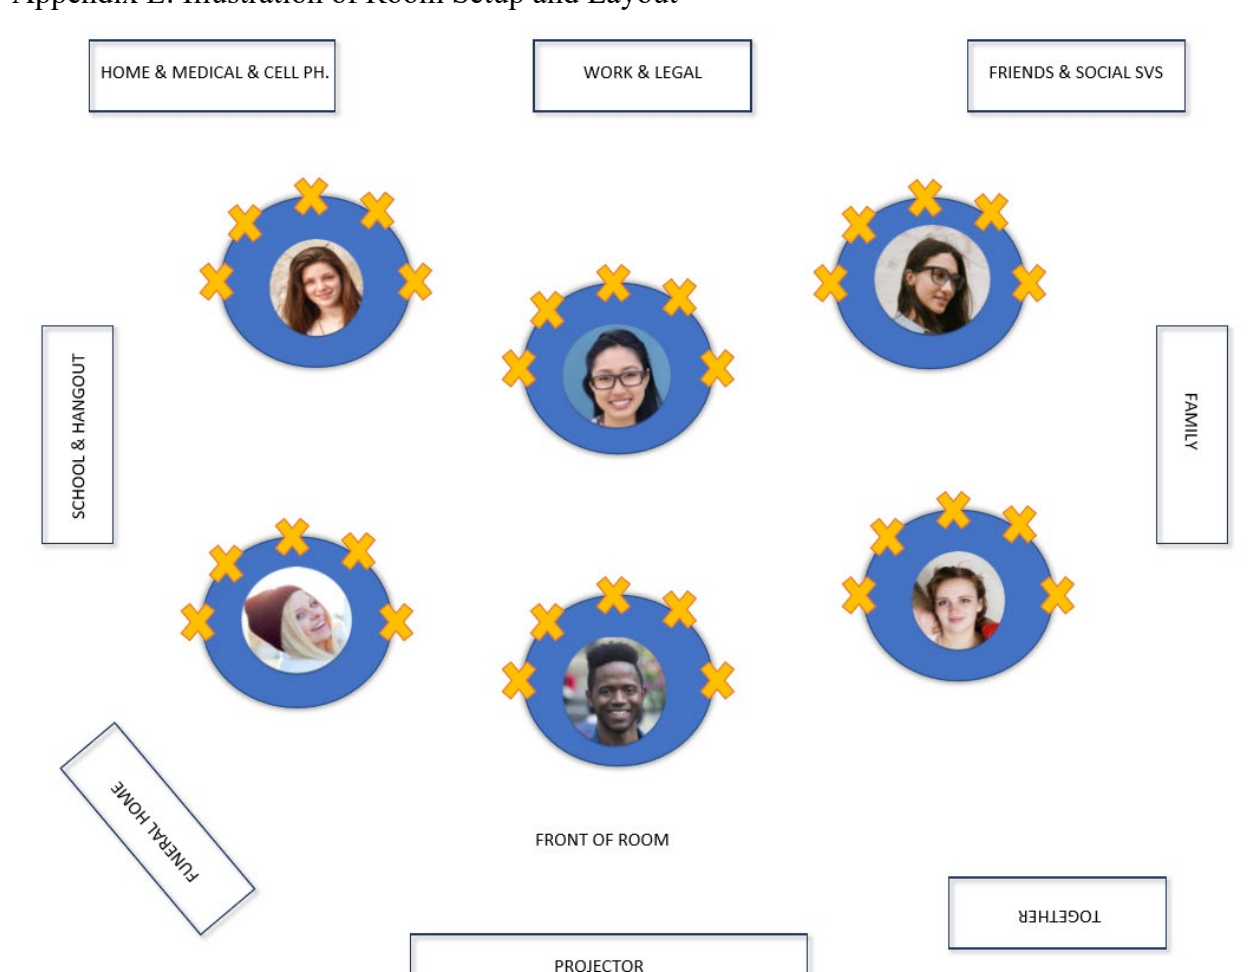 Appendix E: Illustration of Room Setup and Layout
HOME & MEDICAL & CELL PH.
WORK & LEGAL
FRIENDS & SOCIAL SVS
SCHOOL & HANGOUT
FAMILY
FUNERAL HOME
FRONT OF ROOM
TOGETHER
PROJECTOR